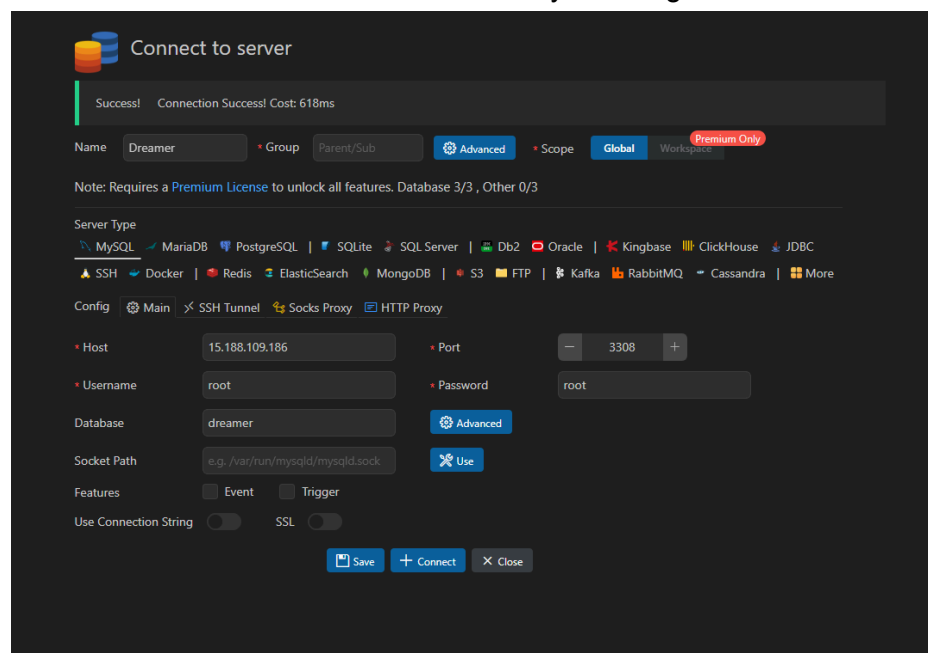 Connect to server
Success! Connection Success! Cost: 618ms
Name Dreamer * Group Parent/Sub Advanced * Scope Global Workspace Premium Only
Note: Requires a Premium License to unlock all features. Database 3/3 , Other 0/3
Server Type
MySQL MariaDB PostgreSQL | SQLite SQL Server | Db2 Oracle | Kingbase ClickHouse JDBC
SSH Docker | Redis ElasticSearch MongoDB | S3 FTP | Kafka RabbitMQ Cassandra | More
Config Main SSH Tunnel Socks Proxy HTTP Proxy
* Host 15.188.109.186 * Port − 3308 +
* Username root * Password root
Database dreamer Advanced
Socket Path e.g. /var/run/mysqld/mysqld.sock Use
Features Event Trigger
Use Connection String SSL
Save + Connect × Close